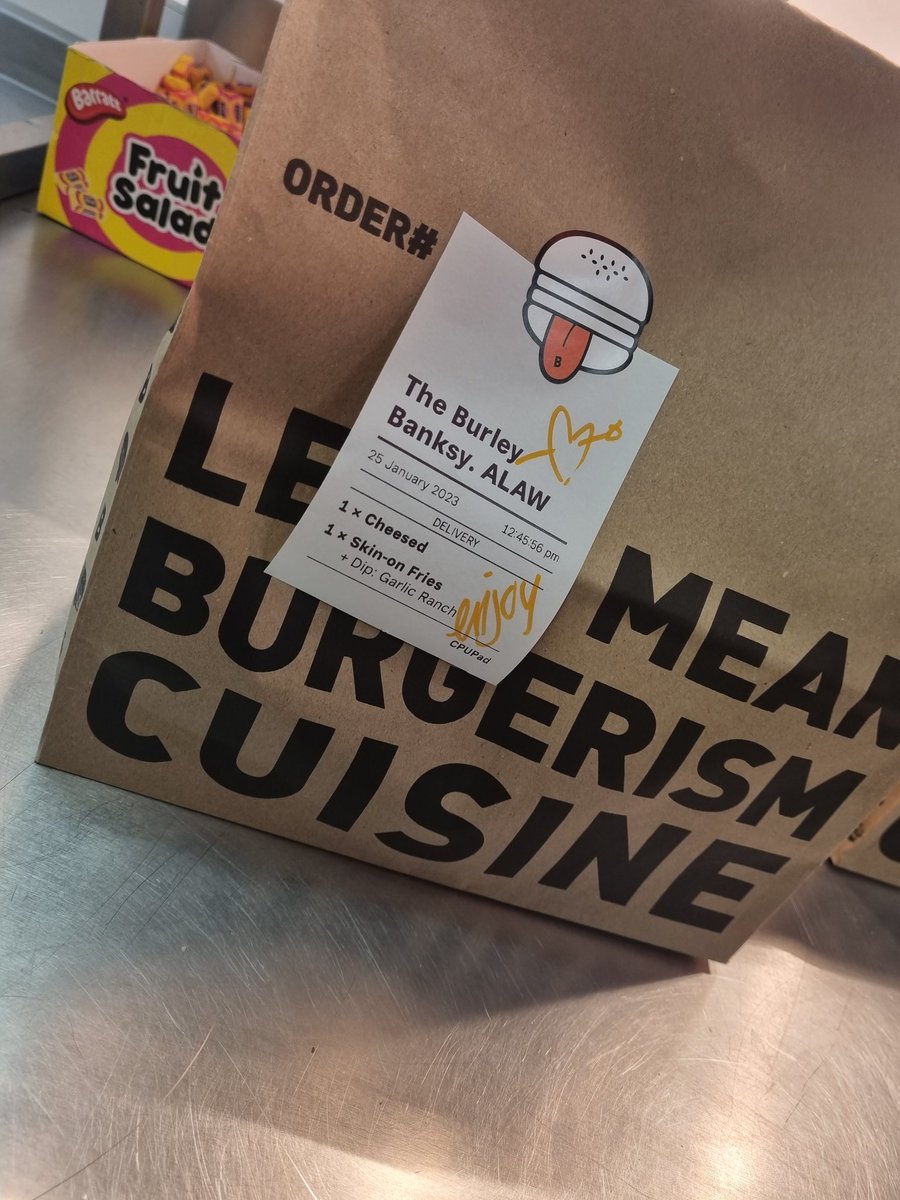 Barratt
Fruit
Salad
ORDER#
B
The Burley
Banksy. ALAW
25 January 2023 12:45:56 pm
DELIVERY
1 × Cheesed
1 × Skin-on Fries
+ Dip: Garlic Ranch
enjoy
CPUPad
MEAN
BURGERISM
CUISINE